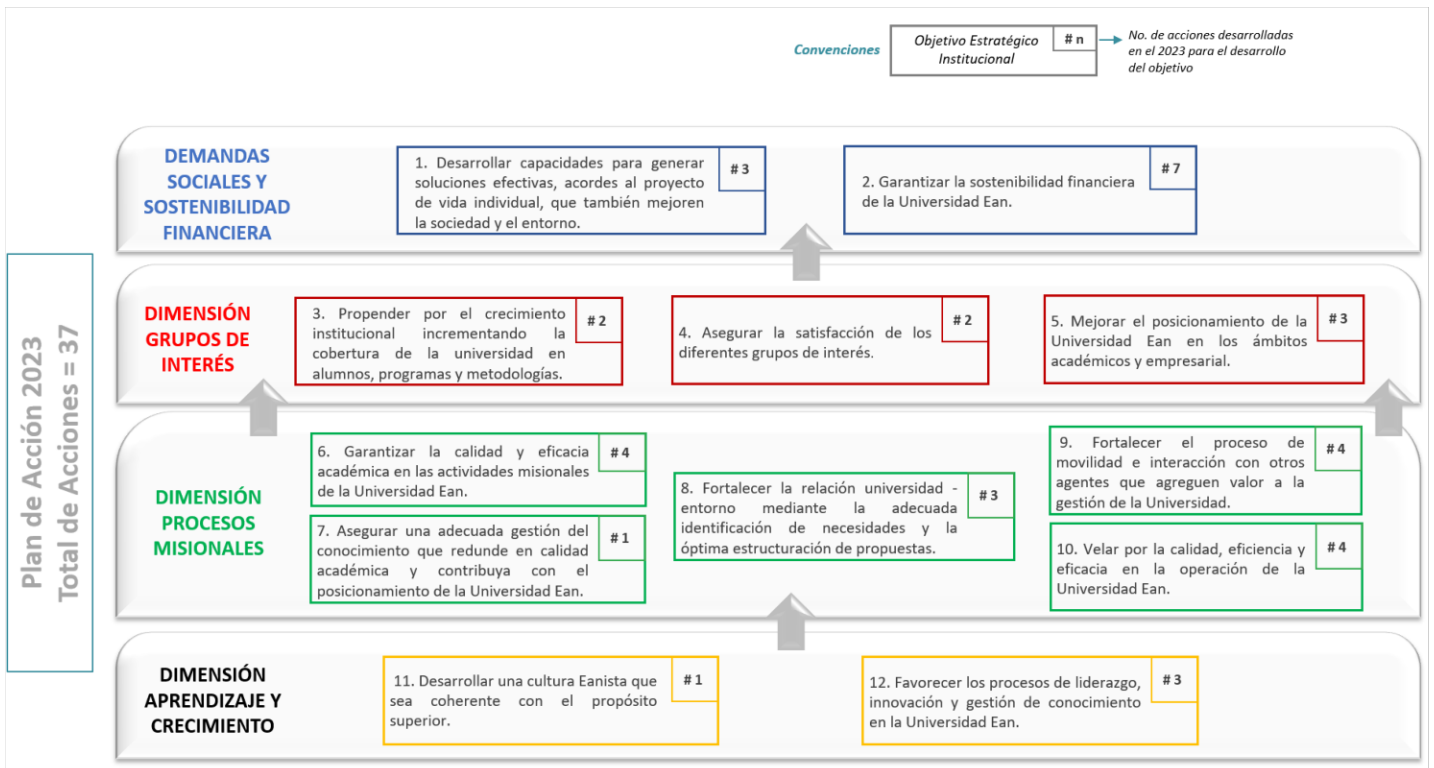 Convenciones
Objetivo Estratégico
Institucional
# n
No. de acciones desarrolladas
en el 2023 para el desarrollo
del objetivo
Plan de Acción 2023
Total de Acciones = 37
DEMANDAS
SOCIALES Y
SOSTENIBILIDAD
FINANCIERA
1. Desarrollar capacidades para generar
soluciones efectivas, acordes al proyecto
de vida individual, que también mejoren
la sociedad y el entorno.
# 3
2. Garantizar la sostenibilidad financiera
de la Universidad Ean.
# 7
DIMENSIÓN
GRUPOS DE
INTERÉS
3. Propender por el crecimiento
institucional incrementando la
cobertura de la universidad en
alumnos, programas y metodologías.
# 2
4. Asegurar la satisfacción de los
diferentes grupos de interés.
# 2
5. Mejorar el posicionamiento de la
Universidad Ean en los ámbitos
académicos y empresarial.
# 3
DIMENSIÓN
PROCESOS
MISIONALES
6. Garantizar la calidad y eficacia
académica en las actividades misionales
de la Universidad Ean.
# 4
7. Asegurar una adecuada gestión del
conocimiento que redunde en calidad
académica y contribuya con el
posicionamiento de la Universidad Ean.
# 1
8. Fortalecer la relación universidad -
entorno mediante la adecuada
identificación de necesidades y la
óptima estructuración de propuestas.
# 3
9. Fortalecer el proceso de
movilidad e interacción con otros
agentes que agreguen valor a la
gestión de la Universidad.
# 4
10. Velar por la calidad, eficiencia y
eficacia en la operación de la
Universidad Ean.
# 4
DIMENSIÓN
APRENDIZAJE Y
CRECIMIENTO
11. Desarrollar una cultura Eanista que
sea coherente con el propósito
superior.
# 1
12. Favorecer los procesos de liderazgo,
innovación y gestión de conocimiento
en la Universidad Ean.
# 3